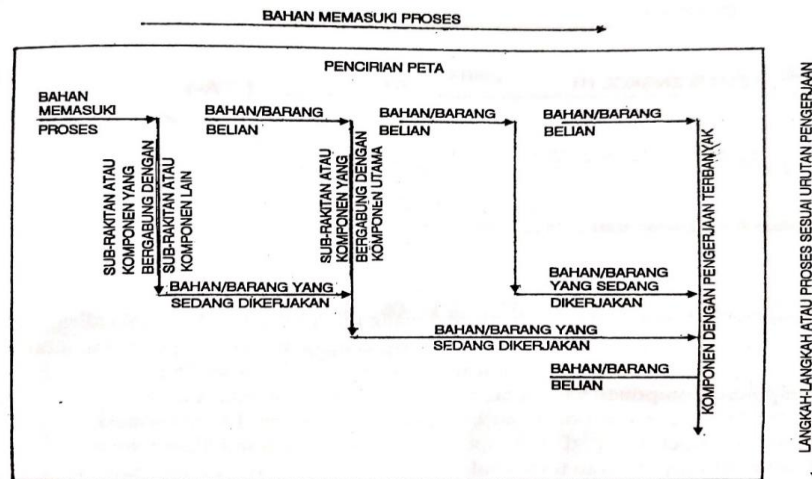 BAHAN MEMASUKI PROSES
PENCIRIAN PETA
BAHAN
MEMASUKI
PROSES
BAHAN/BARANG
BELIAN
BAHAN/BARANG
BELIAN
BAHAN/BARANG
BELIAN
SUB-RAKITAN ATAU
KOMPONEN YANG
BERGABUNG DENGAN
SUB-RAKITAN ATAU
KOMPONEN LAIN
SUB-RAKITAN ATAU
KOMPONEN YANG
BERGABUNG DENGAN
KOMPONEN UTAMA
KOMPONEN DENGAN PENGERJAAN TERBANYAK
BAHAN/BARANG YANG
SEDANG DIKERJAKAN
BAHAN/BARANG
YANG SEDANG
DIKERJAKAN
BAHAN/BARANG YANG
SEDANG DIKERJAKAN
BAHAN/BARANG
BELIAN
LANGKAH-LANGKAH ATAU PROSES SESUAI URUTAN PENGERJAAN